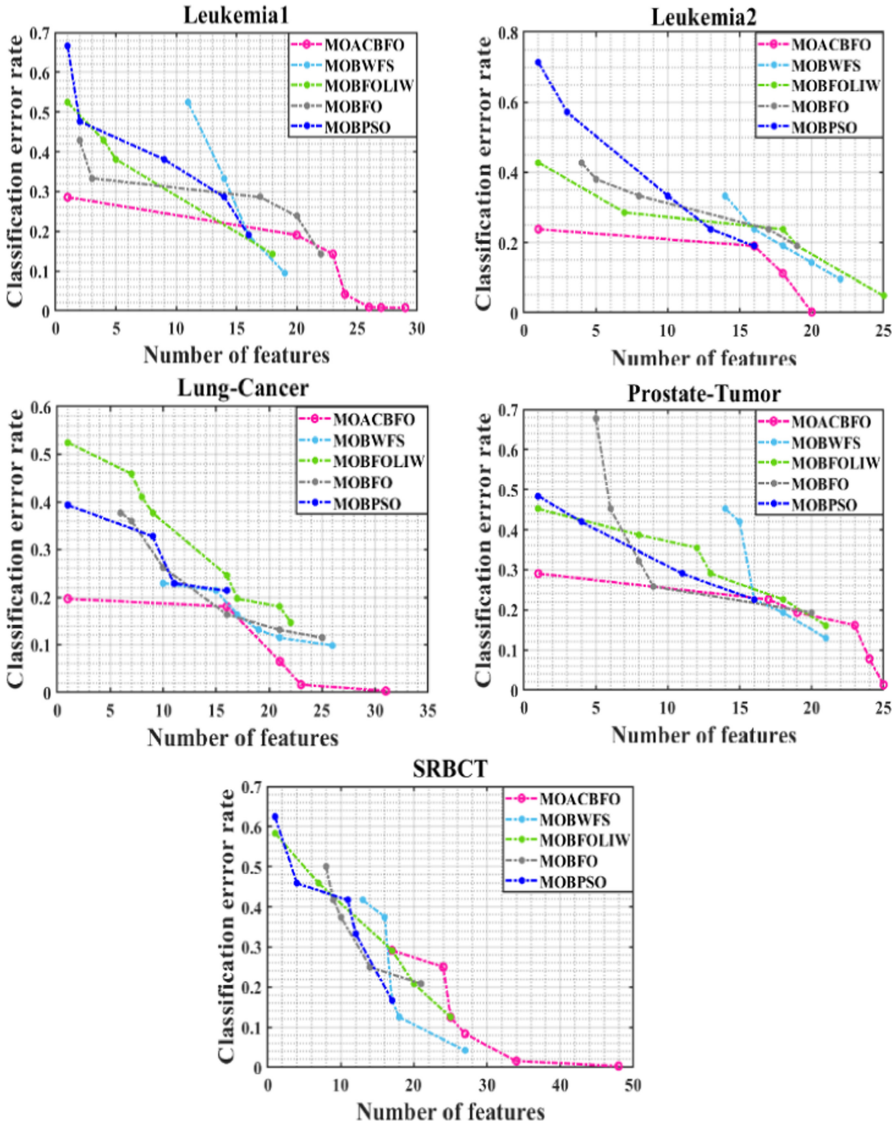 Leukemia1
Classification errror rate
0.7
0.6
0.5
0.4
0.3
0.2
0.1
0
0 5 10 15 20 25 30
Number of features
MOACBFO
MOBWFS
MOBFOLIW
MOBFO
MOBPSO
Leukemia2
Classification errror rate
0.8
0.6
0.4
0.2
0
0 5 10 15 20 25
Number of features
MOACBFO
MOBWFS
MOBFOLIW
MOBFO
MOBPSO
Lung-Cancer
Classification errror rate
0.6
0.5
0.4
0.3
0.2
0.1
0
0 5 10 15 20 25 30 35
Number of features
MOACBFO
MOBWFS
MOBFOLIW
MOBFO
MOBPSO
Prostate-Tumor
Classification errror rate
0.7
0.6
0.5
0.4
0.3
0.2
0.1
0
0 5 10 15 20 25
Number of features
MOACBFO
MOBWFS
MOBFOLIW
MOBFO
MOBPSO
SRBCT
Classification errror rate
0.7
0.6
0.5
0.4
0.3
0.2
0.1
0
0 10 20 30 40 50
Number of features
MOACBFO
MOBWFS
MOBFOLIW
MOBFO
MOBPSO